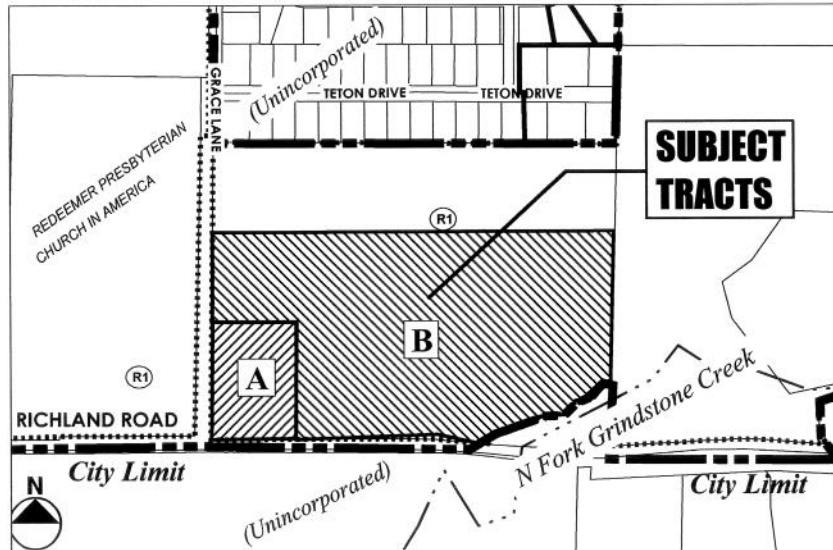 (Unincorporated)
GRACE LANE
TETON DRIVE
TETON DRIVE
SUBJECT
TRACTS
REDEEMER PRESBYTERIAN
CHURCH IN AMERICA
R1
B
A
R1
RICHLAND ROAD
N Fork Grindstone Creek
City Limit
City Limit
(Unincorporated)
N